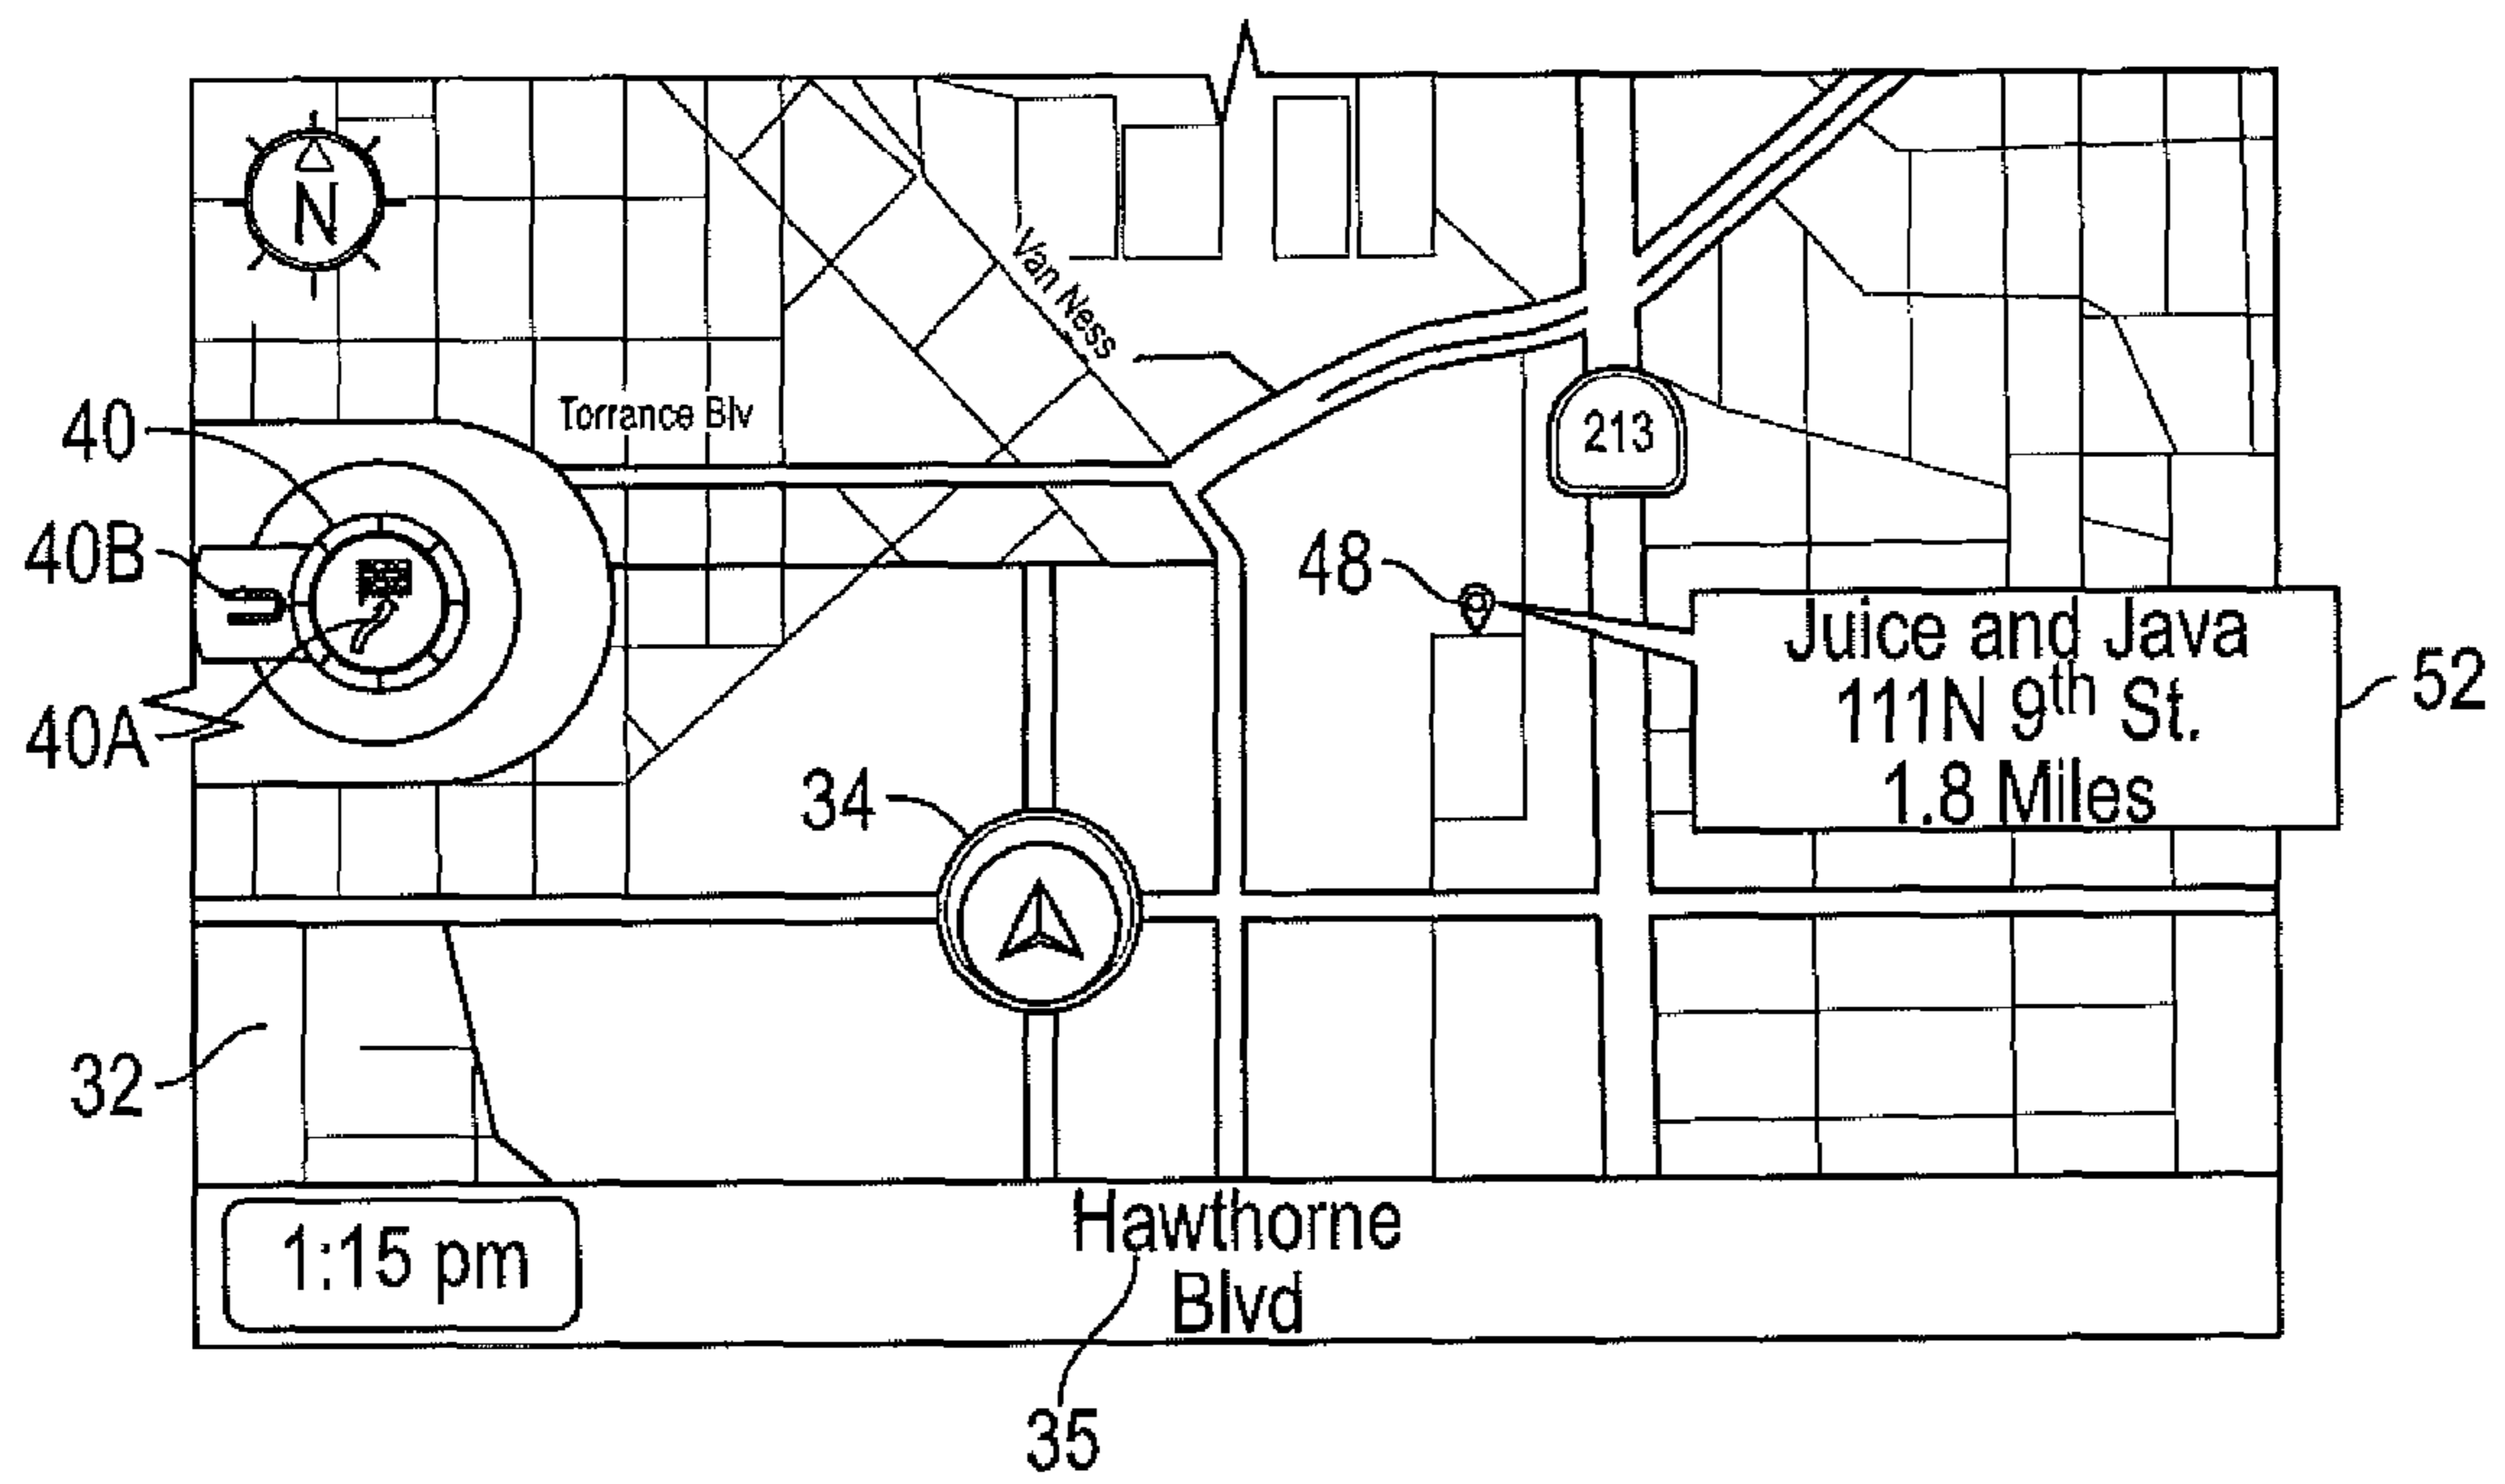 N
Van Ness
40
Torrance Blv
213
40B
48
Juice and Java
111N 9th St.
1.8 Miles
52
40A
34
32
1:15 pm
Hawthorne
Blvd
35